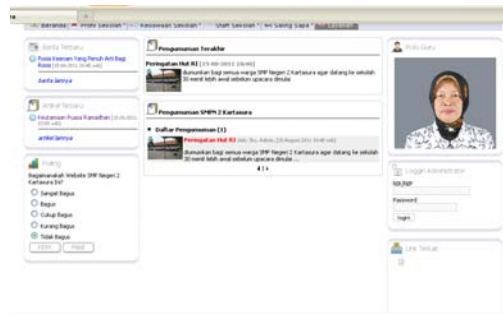 Beranda
Profil Sekolah
Kesiswaan Sekolah
Staff Sekolah
Saling Sapa
Berita Terbaru
Puasa Keimanan Yang Penuh Arti Bagi
berita lainnya
Artikel Terbaru
Keutamaan Puasa Ramadhan
artikel lainnya
Polling
Bagaimanakah Website SMP Negeri 2
Kartasura Ini?
Sangat Bagus
Bagus
Cukup Bagus
Kurang Bagus
Tidak Bagus
Pengumuman Terakhir
Peringatan Hut RI
diumumkan bagi semua warga SMP Negeri 2 Kartasura agar datang ke sekolah
30 menit lebih awal sebelum upacara dimulai
Pengumuman SMPN 2 Kartasura
Daftar Pengumuman (1)
Peringatan Hut RI
diumumkan bagi semua warga SMP Negeri 2 Kartasura agar datang ke sekolah
30 menit lebih awal sebelum upacara dimulai ...
Foto Guru
Loggin Administrator
NIK/NIP
Password
login
Link Terkait